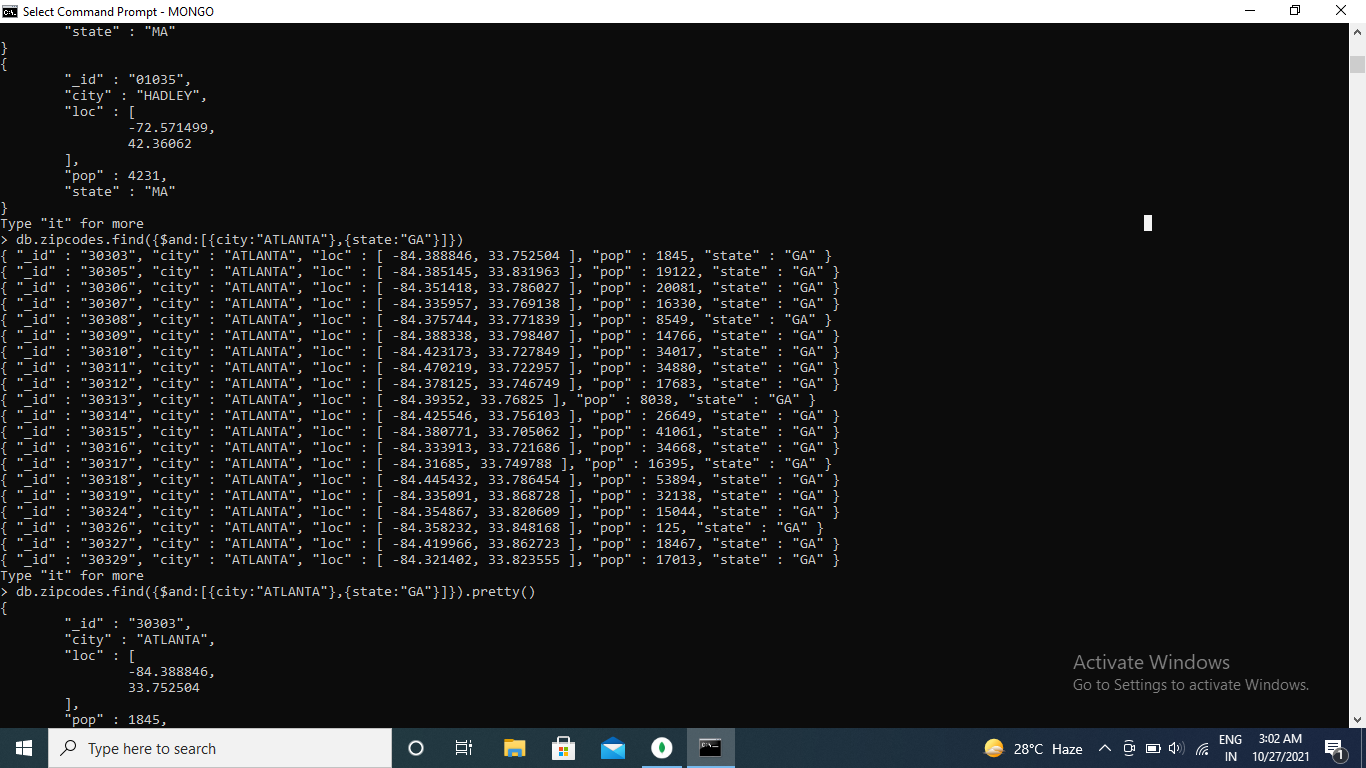 Select Command Prompt - MONGO
"state" : "MA"
}
{
"_id" : "01035",
"city" : "HADLEY",
"loc" : [
-72.571499,
42.36062
],
"pop" : 4231,
"state" : "MA"
}
Type "it" for more
> db.zipcodes.find({$and:[{city:"ATLANTA"},{state:"GA"}]})
{ "_id" : "30303", "city" : "ATLANTA", "loc" : [ -84.388846, 33.752504 ], "pop" : 1845, "state" : "GA" }
{ "_id" : "30305", "city" : "ATLANTA", "loc" : [ -84.385145, 33.831963 ], "pop" : 19122, "state" : "GA" }
{ "_id" : "30306", "city" : "ATLANTA", "loc" : [ -84.351418, 33.786027 ], "pop" : 20081, "state" : "GA" }
{ "_id" : "30307", "city" : "ATLANTA", "loc" : [ -84.335957, 33.769138 ], "pop" : 16330, "state" : "GA" }
{ "_id" : "30308", "city" : "ATLANTA", "loc" : [ -84.375744, 33.771839 ], "pop" : 8549, "state" : "GA" }
{ "_id" : "30309", "city" : "ATLANTA", "loc" : [ -84.388338, 33.798407 ], "pop" : 14766, "state" : "GA" }
{ "_id" : "30310", "city" : "ATLANTA", "loc" : [ -84.423173, 33.727849 ], "pop" : 34017, "state" : "GA" }
{ "_id" : "30311", "city" : "ATLANTA", "loc" : [ -84.470219, 33.722957 ], "pop" : 34880, "state" : "GA" }
{ "_id" : "30312", "city" : "ATLANTA", "loc" : [ -84.378125, 33.746749 ], "pop" : 17683, "state" : "GA" }
{ "_id" : "30313", "city" : "ATLANTA", "loc" : [ -84.39352, 33.76825 ], "pop" : 8038, "state" : "GA" }
{ "_id" : "30314", "city" : "ATLANTA", "loc" : [ -84.425546, 33.756103 ], "pop" : 26649, "state" : "GA" }
{ "_id" : "30315", "city" : "ATLANTA", "loc" : [ -84.380771, 33.705062 ], "pop" : 41061, "state" : "GA" }
{ "_id" : "30316", "city" : "ATLANTA", "loc" : [ -84.333913, 33.721686 ], "pop" : 34668, "state" : "GA" }
{ "_id" : "30317", "city" : "ATLANTA", "loc" : [ -84.31685, 33.749788 ], "pop" : 16395, "state" : "GA" }
{ "_id" : "30318", "city" : "ATLANTA", "loc" : [ -84.445432, 33.786454 ], "pop" : 53894, "state" : "GA" }
{ "_id" : "30319", "city" : "ATLANTA", "loc" : [ -84.335091, 33.868728 ], "pop" : 32138, "state" : "GA" }
{ "_id" : "30324", "city" : "ATLANTA", "loc" : [ -84.354867, 33.820609 ], "pop" : 15044, "state" : "GA" }
{ "_id" : "30326", "city" : "ATLANTA", "loc" : [ -84.358232, 33.848168 ], "pop" : 125, "state" : "GA" }
{ "_id" : "30327", "city" : "ATLANTA", "loc" : [ -84.419966, 33.862723 ], "pop" : 18467, "state" : "GA" }
{ "_id" : "30329", "city" : "ATLANTA", "loc" : [ -84.321402, 33.823555 ], "pop" : 17013, "state" : "GA" }
Type "it" for more
> db.zipcodes.find({$and:[{city:"ATLANTA"},{state:"GA"}]}).pretty()
{
"_id" : "30303",
"city" : "ATLANTA",
"loc" : [
-84.388846,
33.752504
],
"pop" : 1845,
Activate Windows
Go to Settings to activate Windows.
Type here to search
28°C Haze
ENG
IN
3:02 AM
10/27/2021
1